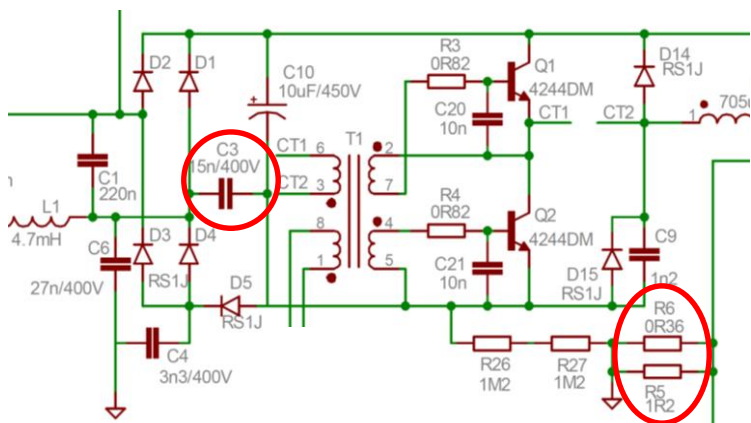 D2
D1
C10
10uF/450V
R3
0R82
Q1
4244DM
D14
RS1J
C20
10n
CT1
CT2
1
705u
C3
15n/400V
CT1
6
T1
2
C1
220n
CT2
3
7
L1
4.7mH
8
4
R4
0R82
Q2
4244DM
C6
27n/400V
D3
RS1J
D4
1
5
C21
10n
D15
RS1J
C9
1n2
D5
RS1J
C4
3n3/400V
R26
1M2
R27
1M2
R6
0R36
R5
1R2